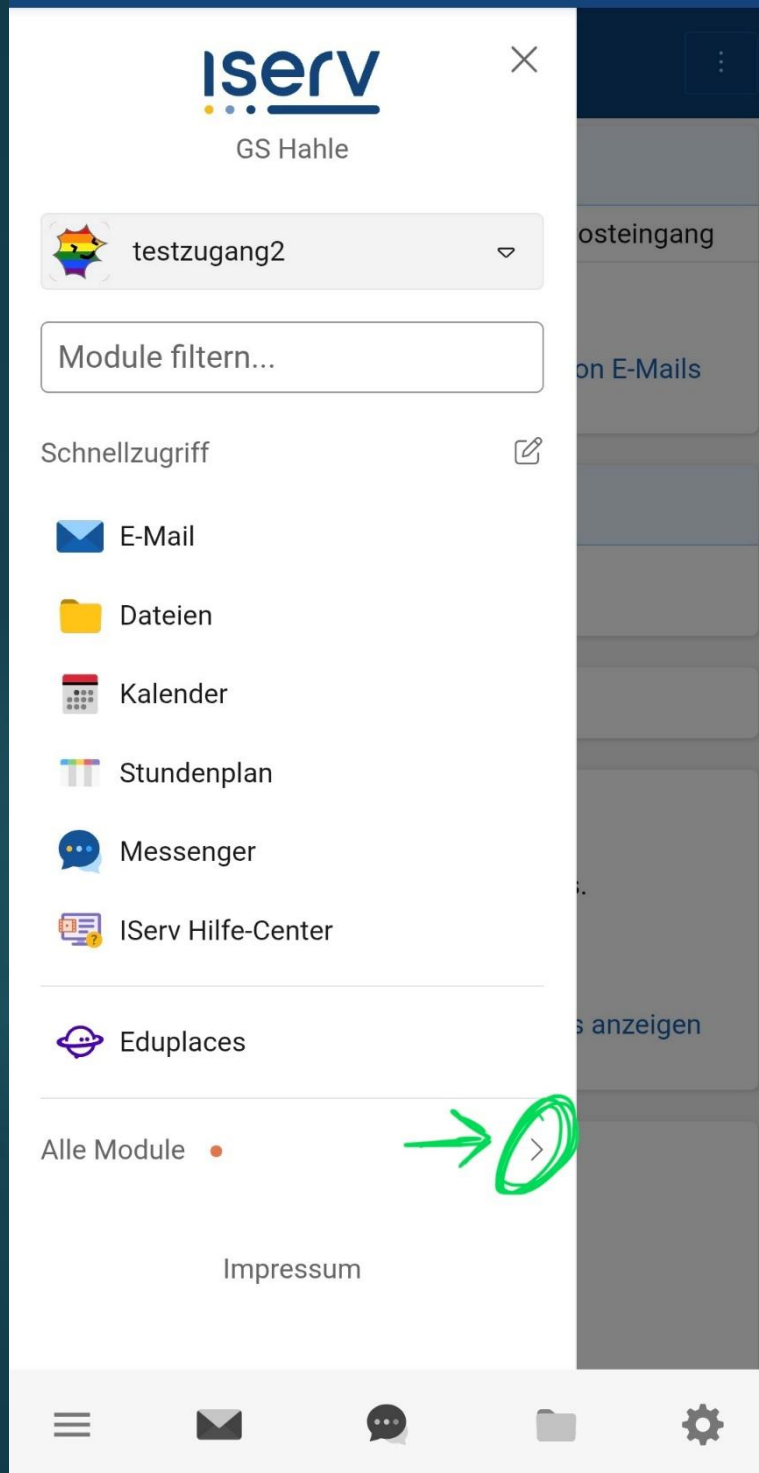 IServ
GS Hahle
testzugang2
osteingang
Module filtern...
on E-Mails
Schnellzugriff
E-Mail
Dateien
Kalender
Stundenplan
Messenger
s.
IServ Hilfe-Center
s anzeigen
Eduplaces
Alle Module
Impressum